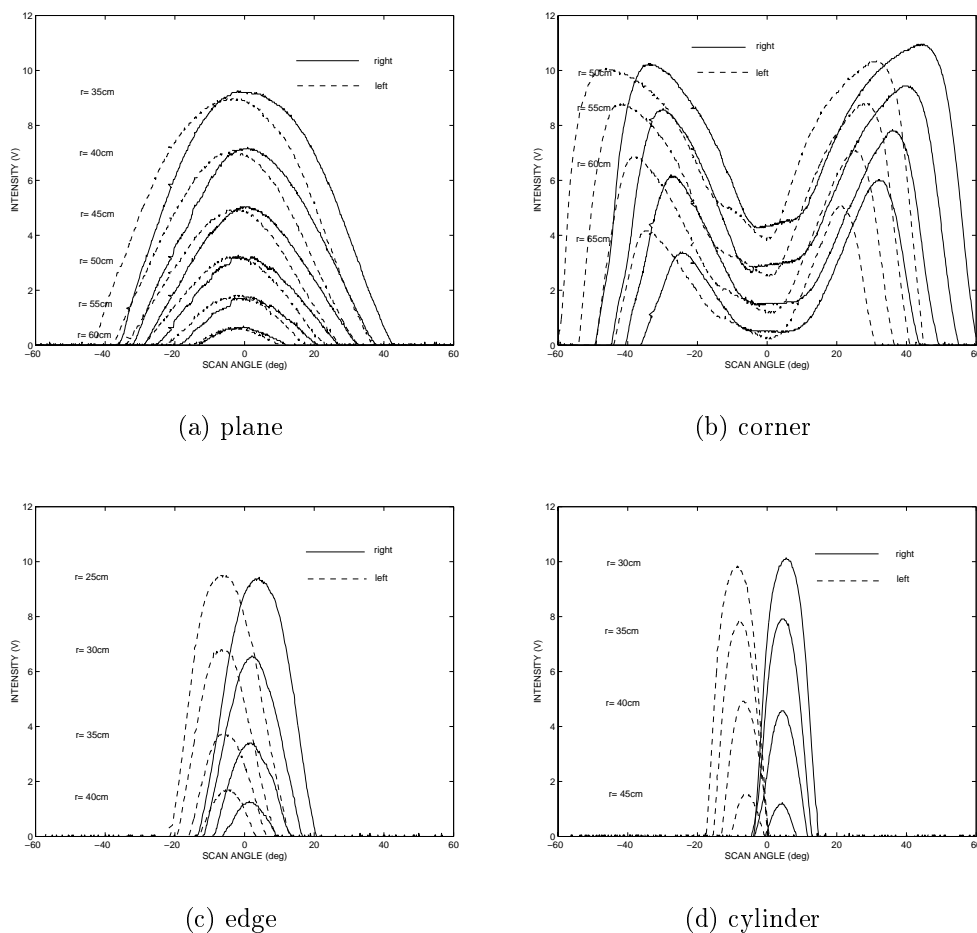 12
10
8
6
4
2
0
−60
−40
−20
0
20
40
60
INTENSITY (V)
SCAN ANGLE (deg)
right
left
r= 35cm
r= 40cm
r= 45cm
r= 50cm
r= 55cm
r= 60cm
(a) plane
12
10
8
6
4
2
0
−60
−40
−20
0
20
40
60
INTENSITY (V)
SCAN ANGLE (deg)
right
left
r= 50cm
r= 55cm
r= 60cm
r= 65cm
(b) corner
12
10
8
6
4
2
0
−60
−40
−20
0
20
40
60
INTENSITY (V)
SCAN ANGLE (deg)
right
left
r= 25cm
r= 30cm
r= 35cm
r= 40cm
(c) edge
12
10
8
6
4
2
0
−60
−40
−20
0
20
40
60
INTENSITY (V)
SCAN ANGLE (deg)
right
left
r= 30cm
r= 35cm
r= 40cm
r= 45cm
(d) cylinder